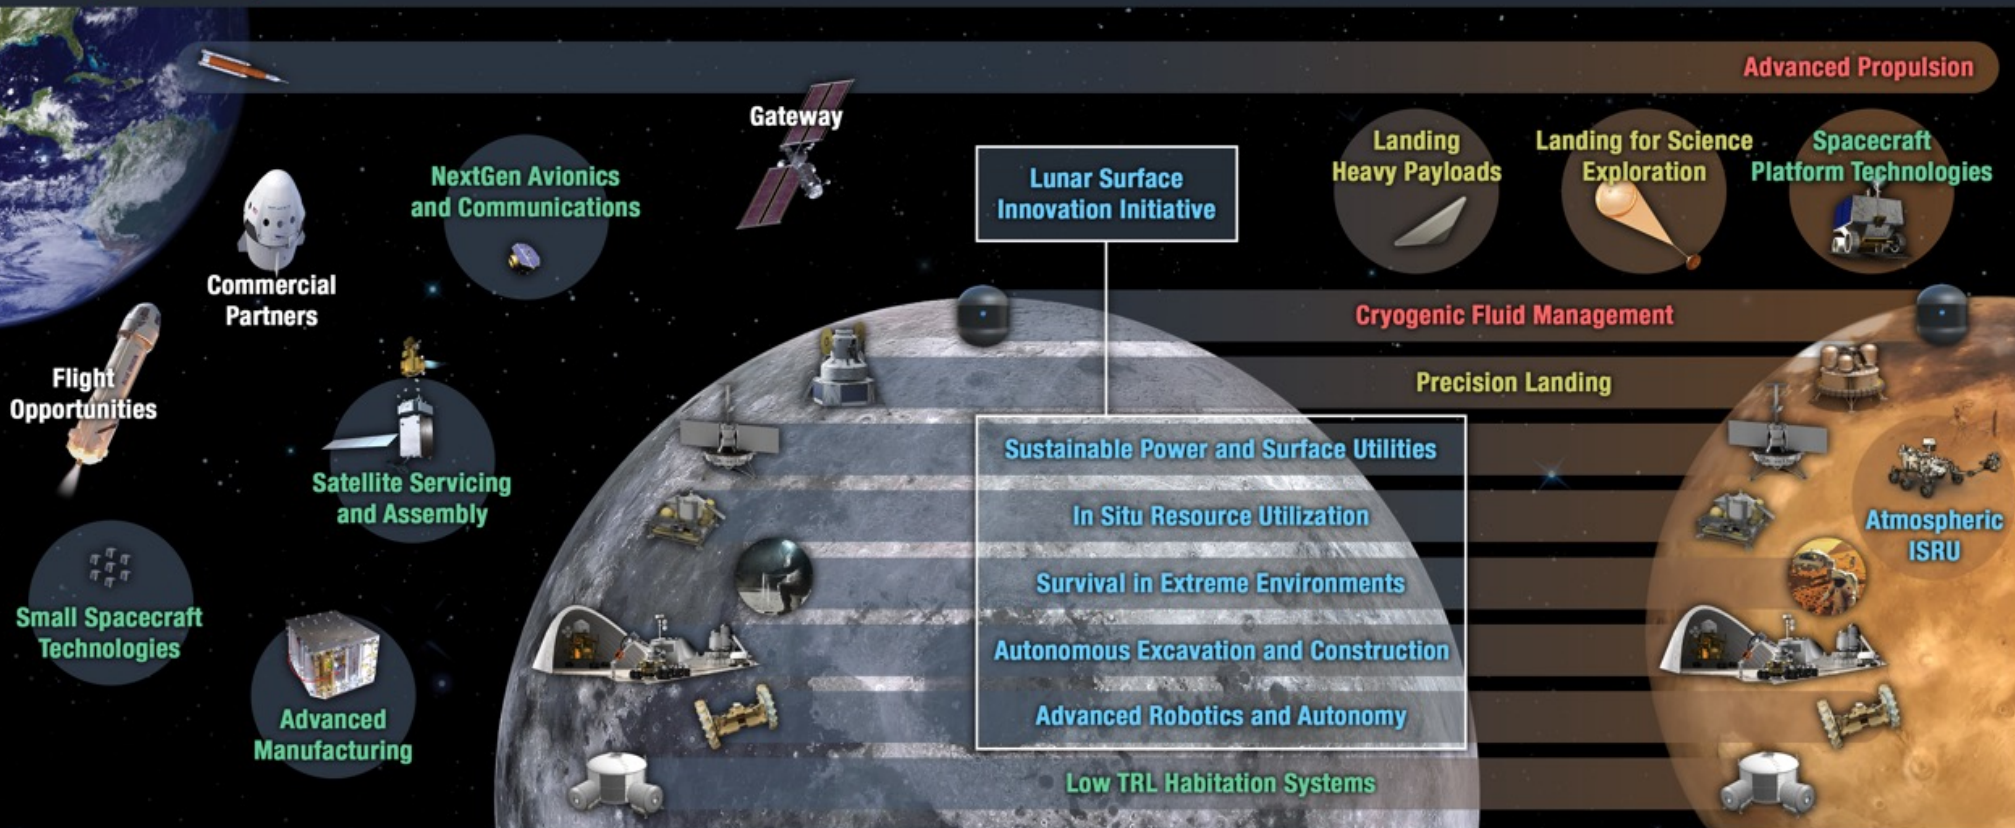 Advanced Propulsion
Gateway
Landing
Heavy Payloads
Landing for Science
Exploration
Spacecraft
Platform Technologies
NextGen Avionics
and Communications
Lunar Surface
Innovation Initiative
Commercial
Partners
Cryogenic Fluid Management
Flight
Opportunities
Precision Landing
Sustainable Power and Surface Utilities
Satellite Servicing
and Assembly
In Situ Resource Utilization
Atmospheric
ISRU
Survival in Extreme Environments
Small Spacecraft
Technologies
Autonomous Excavation and Construction
Advanced Robotics and Autonomy
Advanced
Manufacturing
Low TRL Habitation Systems